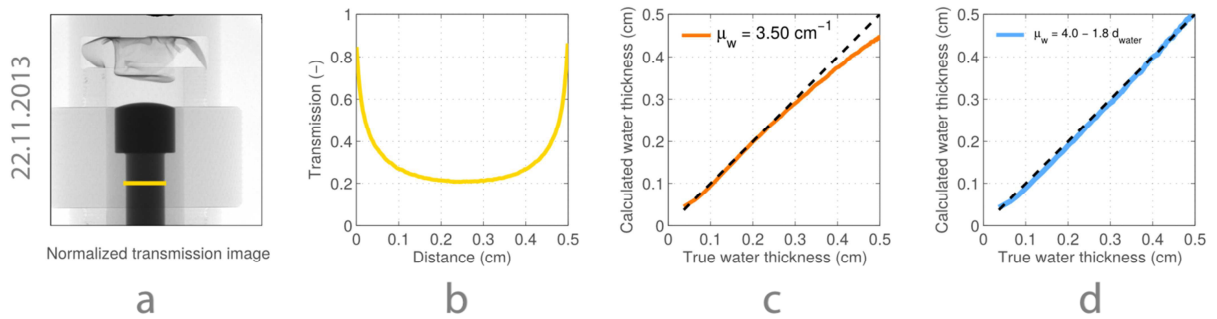 22.11.2013
Normalized transmission image
a
Transmission (–)
1
0.8
0.6
0.4
0.2
0
0 0.1 0.2 0.3 0.4 0.5
Distance (cm)
b
Calculated water thickness (cm)
0.5
0.4
0.3
0.2
0.1
0
μw = 3.50 cm⁻¹
0 0.1 0.2 0.3 0.4 0.5
True water thickness (cm)
c
Calculated water thickness (cm)
0.5
0.4
0.3
0.2
0.1
0
μw = 4.0 − 1.8 dwater
0 0.1 0.2 0.3 0.4 0.5
True water thickness (cm)
d